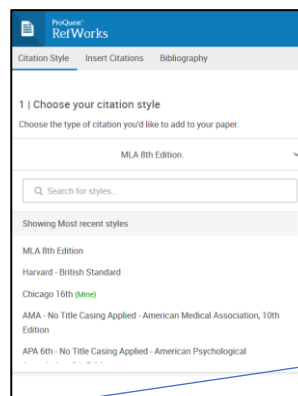 ProQuest®
RefWorks
Citation Style Insert Citations Bibliography
1 | Choose your citation style
Choose the type of citation you'd like to add to your paper.
MLA 8th Edition.
Search for styles...
Showing Most recent styles
MLA 8th Edition
Harvard - British Standard
Chicago 16th (Mine)
AMA - No Title Casing Applied - American Medical Association, 10th
Edition
APA 6th - No Title Casing Applied - American Psychological